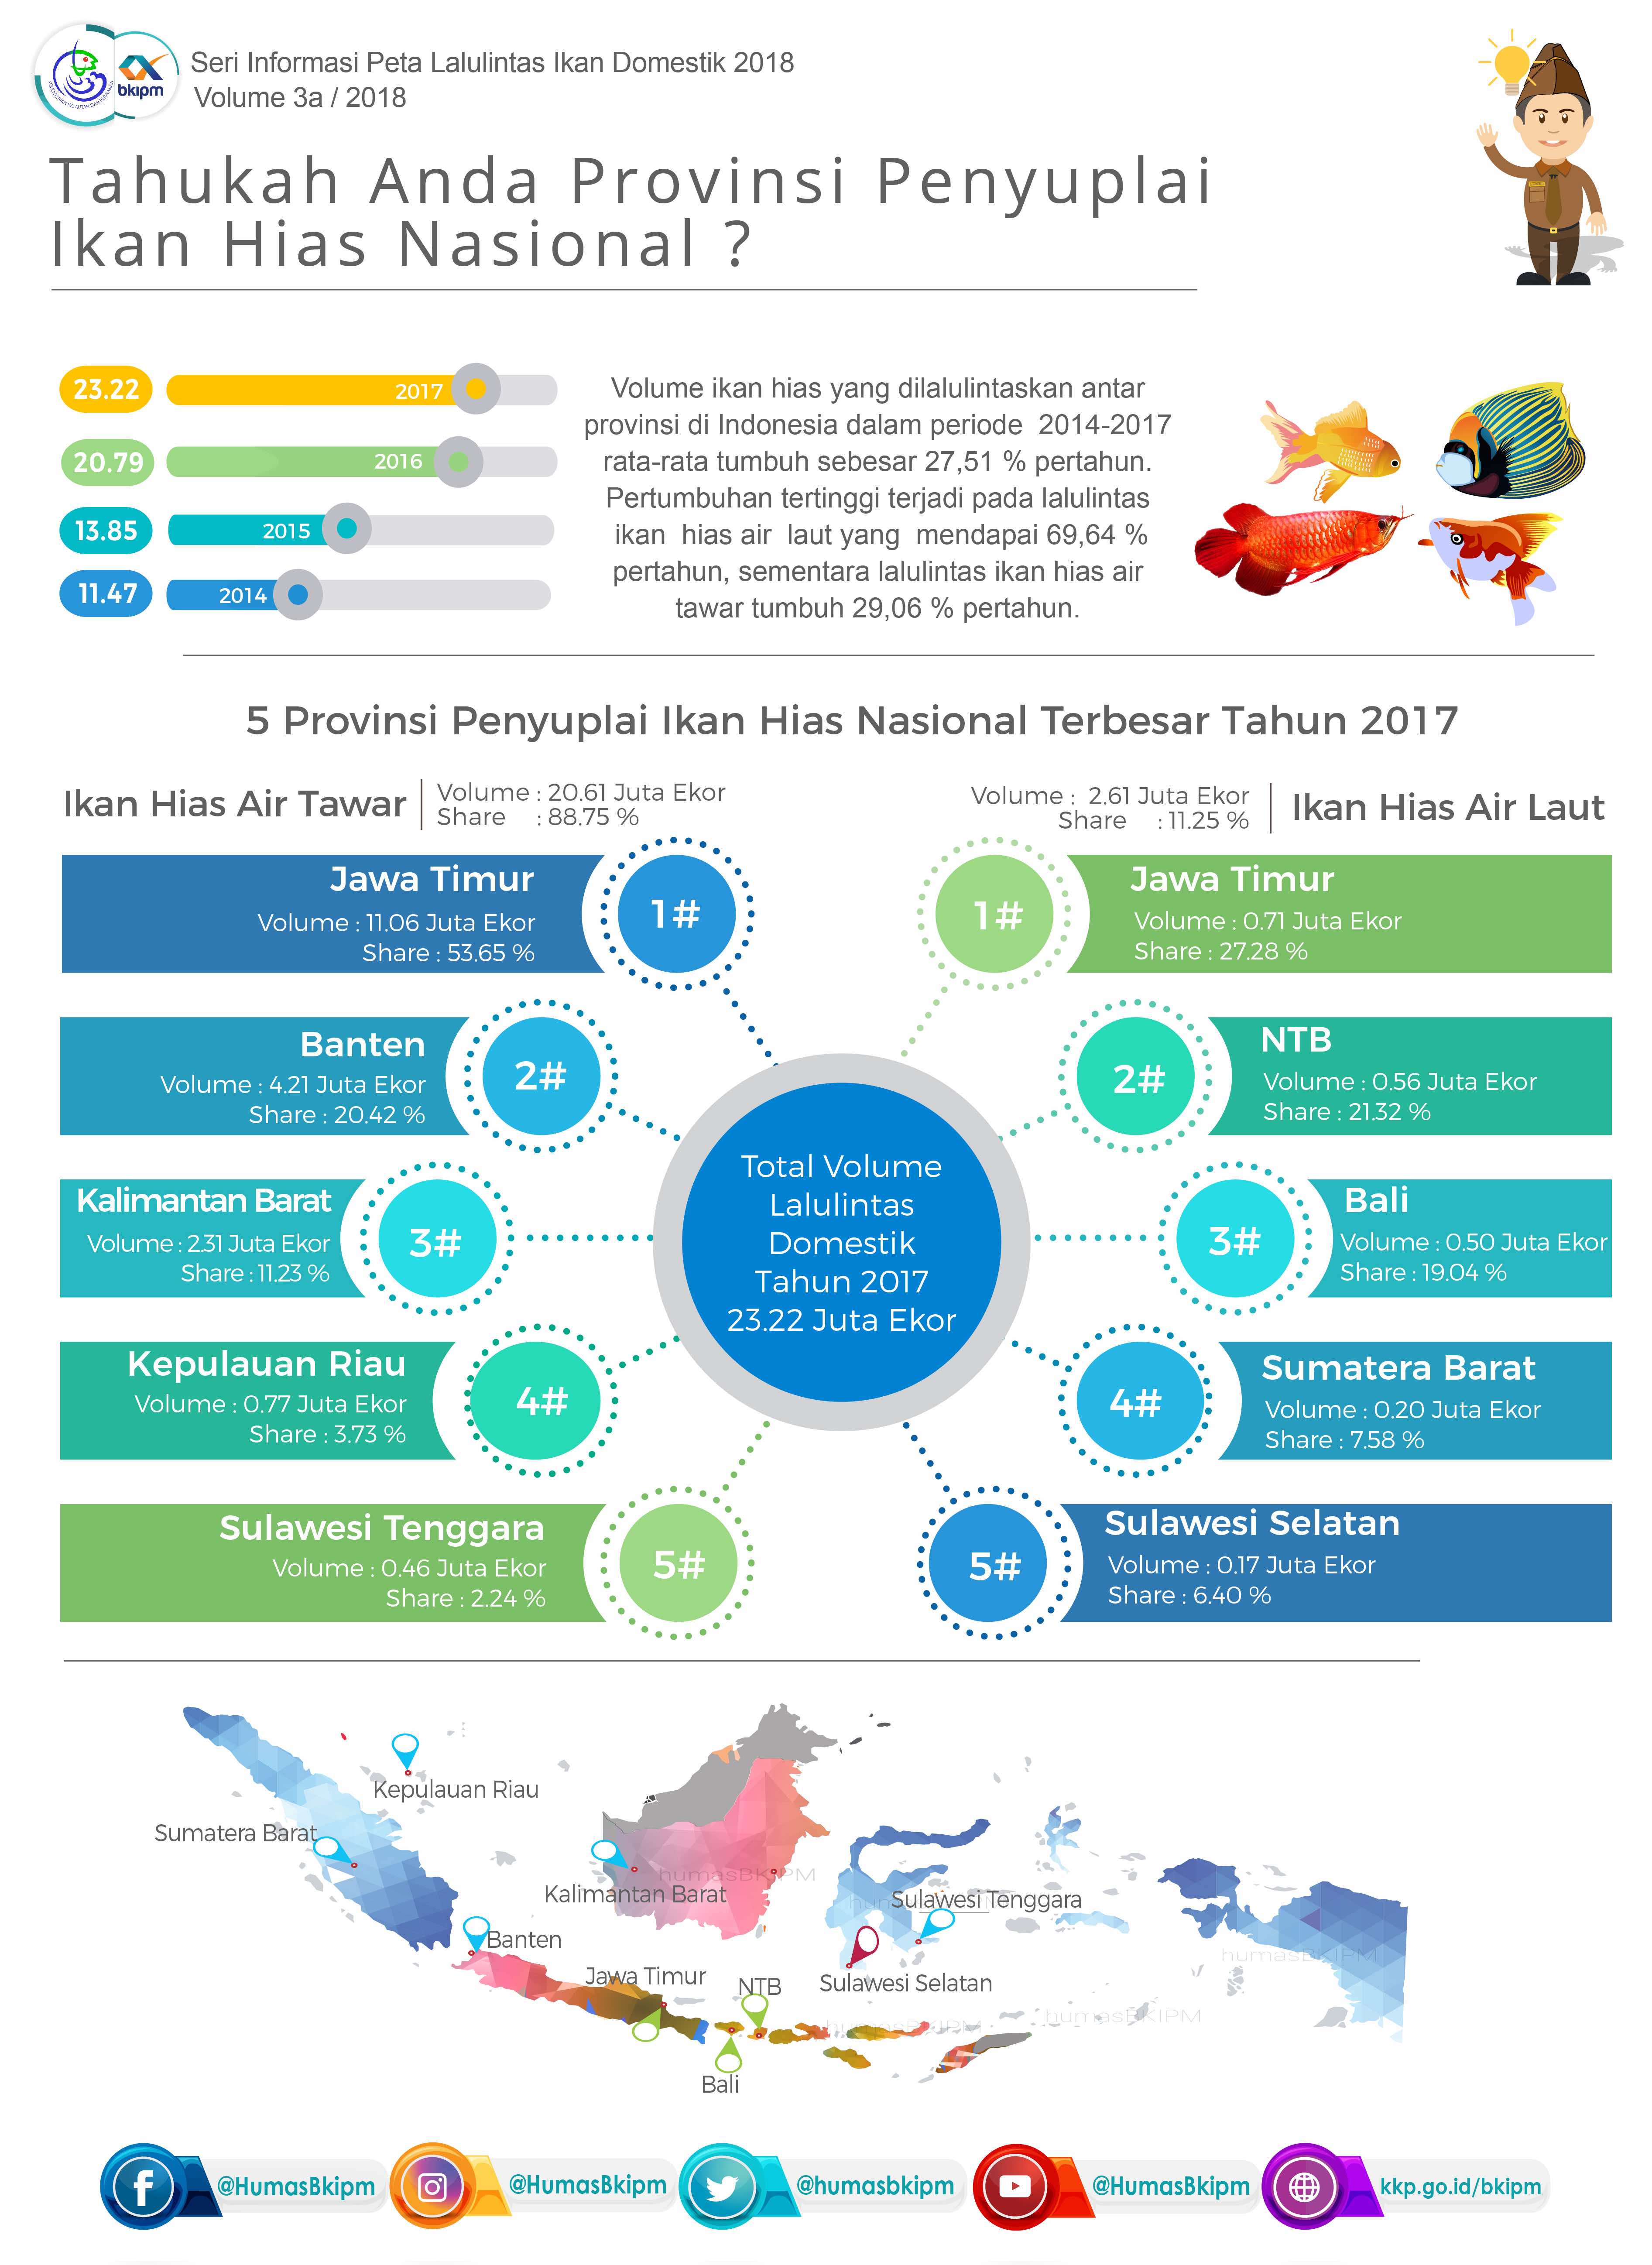 bkipm
Seri Informasi Peta Lalulintas Ikan Domestik 2018
Volume 3a / 2018
Tahukah Anda Provinsi Penyuplai
Ikan Hias Nasional ?
23.22
2017
20.79
2016
13.85
2015
11.47
2014
Volume ikan hias yang dilalulintaskan antar
provinsi di Indonesia dalam periode 2014-2017
rata-rata tumbuh sebesar 27,51 % pertahun.
Pertumbuhan tertinggi terjadi pada lalulintas
ikan hias air laut yang mendapai 69,64 %
pertahun, sementara lalulintas ikan hias air
tawar tumbuh 29,06 % pertahun.
5 Provinsi Penyuplai Ikan Hias Nasional Terbesar Tahun 2017
Ikan Hias Air Tawar
Volume : 20.61 Juta Ekor
Share : 88.75 %
Volume : 2.61 Juta Ekor
Share : 11.25 %
Ikan Hias Air Laut
Jawa Timur
Volume : 11.06 Juta Ekor
Share : 53.65 %
1#
Banten
Volume : 4.21 Juta Ekor
Share : 20.42 %
2#
Kalimantan Barat
Volume : 2.31 Juta Ekor
Share : 11.23 %
3#
Kepulauan Riau
Volume : 0.77 Juta Ekor
Share : 3.73 %
4#
Sulawesi Tenggara
Volume : 0.46 Juta Ekor
Share : 2.24 %
5#
Total Volume
Lalulintas
Domestik
Tahun 2017
23.22 Juta Ekor
1#
Jawa Timur
Volume : 0.71 Juta Ekor
Share : 27.28 %
2#
NTB
Volume : 0.56 Juta Ekor
Share : 21.32 %
3#
Bali
Volume : 0.50 Juta Ekor
Share : 19.04 %
4#
Sumatera Barat
Volume : 0.20 Juta Ekor
Share : 7.58 %
5#
Sulawesi Selatan
Volume : 0.17 Juta Ekor
Share : 6.40 %
Kepulauan Riau
Sumatera Barat
humasBKIPM
Kalimantan Barat
Sulawesi Tenggara
Banten
humasBKIPM
Jawa Timur
NTB
Sulawesi Selatan
humasBKIPM
humasBKIPM
Bali
@HumasBkipm
@HumasBkipm
@humasbkipm
@HumasBkipm
kkp.go.id/bkipm